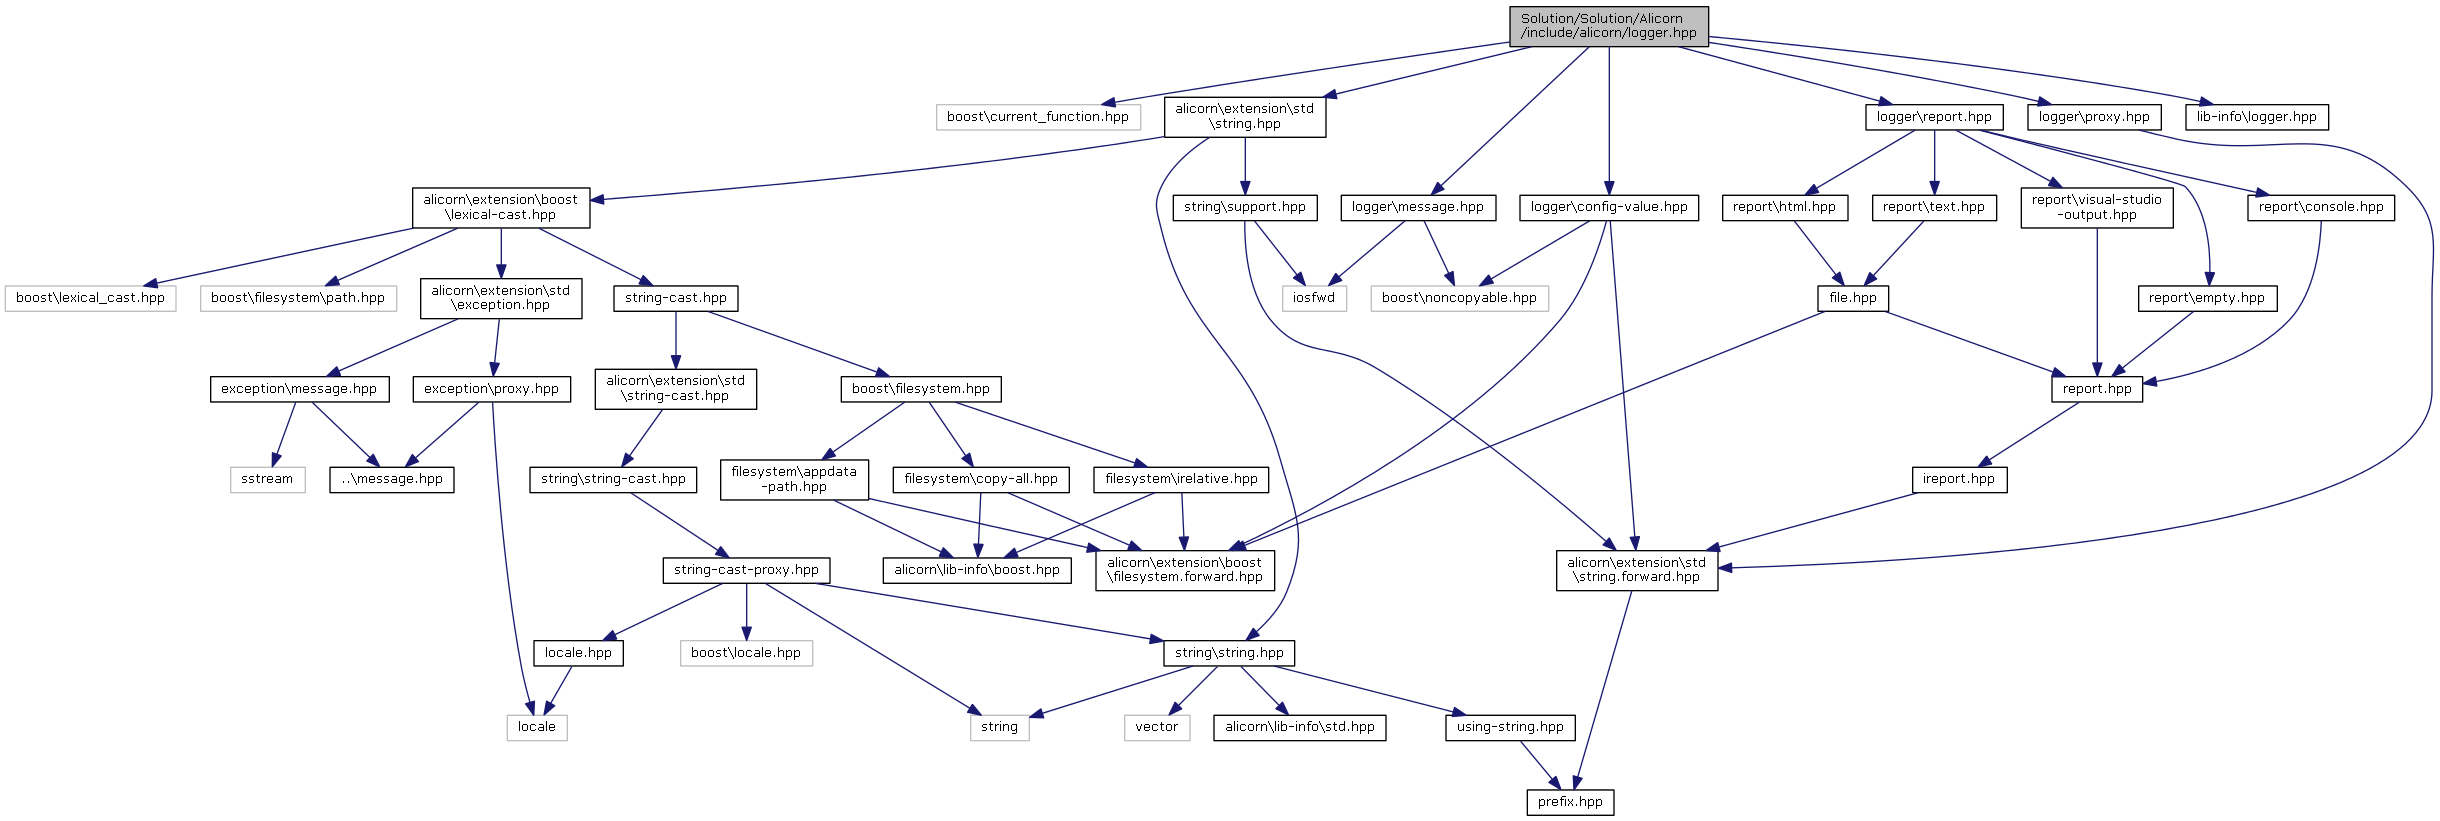 Solution/Solution/Alicorn
/include/alicorn/logger.hpp
boost\current_function.hpp
alicorn\extension\std
\string.hpp
logger\report.hpp
logger\proxy.hpp
lib-info\logger.hpp
alicorn\extension\boost
\lexical-cast.hpp
string\support.hpp
logger\message.hpp
logger\config-value.hpp
report\html.hpp
report\text.hpp
report\visual-studio
-output.hpp
report\console.hpp
boost\lexical_cast.hpp
boost\filesystem\path.hpp
alicorn\extension\std
\exception.hpp
string-cast.hpp
iosfwd
boost\noncopyable.hpp
file.hpp
report\empty.hpp
exception\message.hpp
exception\proxy.hpp
alicorn\extension\std
\string-cast.hpp
boost\filesystem.hpp
report.hpp
sstream
..\message.hpp
string\string-cast.hpp
filesystem\appdata
-path.hpp
filesystem\copy-all.hpp
filesystem\irelative.hpp
ireport.hpp
string-cast-proxy.hpp
alicorn\lib-info\boost.hpp
alicorn\extension\boost
\filesystem.forward.hpp
alicorn\extension\std
\string.forward.hpp
locale.hpp
boost\locale.hpp
string\string.hpp
locale
string
vector
alicorn\lib-info\std.hpp
using-string.hpp
prefix.hpp